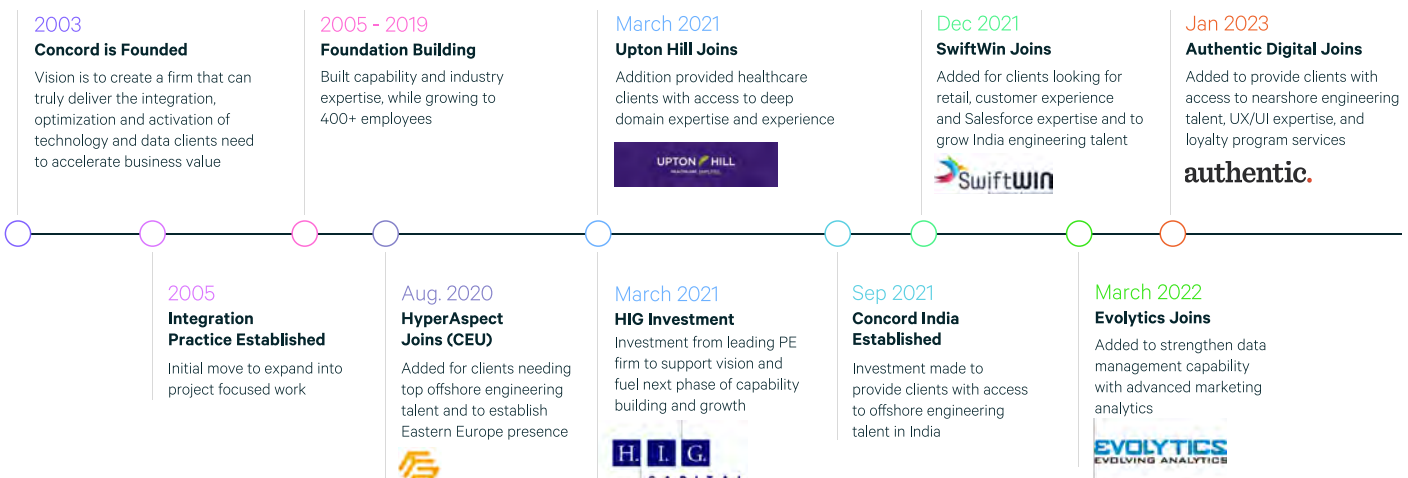 2003
Concord is Founded
Vision is to create a firm that can
truly deliver the integration,
optimization and activation of
technology and data clients need
to accelerate business value
2005 - 2019
Foundation Building
Built capability and industry
expertise, while growing to
400+ employees
March 2021
Upton Hill Joins
Addition provided healthcare
clients with access to deep
domain expertise and experience
UPTON HILL
Dec 2021
SwiftWin Joins
Added for clients looking for
retail, customer experience
and Salesforce expertise and to
grow India engineering talent
SwiftWIN
Jan 2023
Authentic Digital Joins
Added to provide clients with
access to nearshore engineering
talent, UX/UI expertise, and
loyalty program services
authentic.
2005
Integration
Practice Established
Initial move to expand into
project focused work
Aug. 2020
HyperAspect
Joins (CEU)
Added for clients needing
top offshore engineering
talent and to establish
Eastern Europe presence
March 2021
HIG Investment
Investment from leading PE
firm to support vision and
fuel next phase of capability
building and growth
H. I. G.
Sep 2021
Concord India
Established
Investment made to
provide clients with access
to offshore engineering
talent in India
March 2022
Evolytics Joins
Added to strengthen data
management capability
with advanced marketing
analytics
EVOLYTICS
EVOLVING ANALYTICS